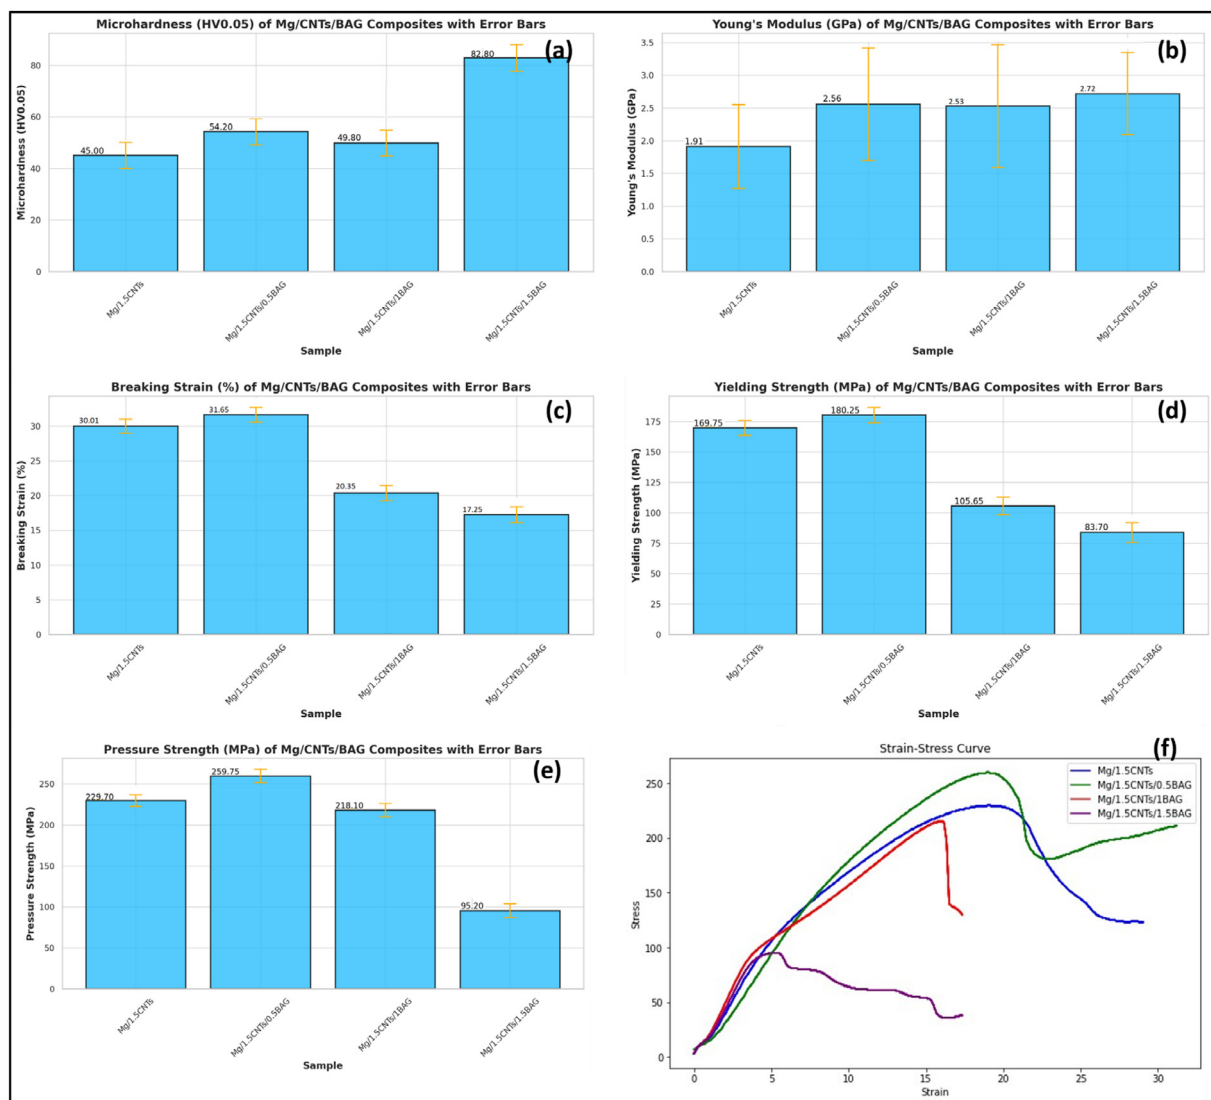 Microhardness (HV0.05) of Mg/CNTs/BAG Composites with Error Bars
(a)
Microhardness (HV0.05)
80
60
40
20
0
45.00
54.20
49.80
82.80
Mg/1.5CNTs
Mg/1.5CNTs/0.5BAG
Mg/1.5CNTs/1BAG
Mg/1.5CNTs/1.5BAG
Sample
Young's Modulus (GPa) of Mg/CNTs/BAG Composites with Error Bars
(b)
Young's Modulus (GPa)
3.5
3.0
2.5
2.0
1.5
1.0
0.5
0.0
1.91
2.56
2.53
2.72
Mg/1.5CNTs
Mg/1.5CNTs/0.5BAG
Mg/1.5CNTs/1BAG
Mg/1.5CNTs/1.5BAG
Sample
Breaking Strain (%) of Mg/CNTs/BAG Composites with Error Bars
(c)
Breaking Strain (%)
30
25
20
15
10
5
0
30.01
31.65
20.35
17.25
Mg/1.5CNTs
Mg/1.5CNTs/0.5BAG
Mg/1.5CNTs/1BAG
Mg/1.5CNTs/1.5BAG
Sample
Yielding Strength (MPa) of Mg/CNTs/BAG Composites with Error Bars
(d)
Yielding Strength (MPa)
175
150
125
100
75
50
25
0
169.75
180.25
105.65
83.70
Mg/1.5CNTs
Mg/1.5CNTs/0.5BAG
Mg/1.5CNTs/1BAG
Mg/1.5CNTs/1.5BAG
Sample
Pressure Strength (MPa) of Mg/CNTs/BAG Composites with Error Bars
(e)
Pressure Strength (MPa)
250
200
150
100
50
0
229.70
259.75
218.10
95.20
Mg/1.5CNTs
Mg/1.5CNTs/0.5BAG
Mg/1.5CNTs/1BAG
Mg/1.5CNTs/1.5BAG
Sample
Strain-Stress Curve
(f)
Mg/1.5CNTs
Mg/1.5CNTs/0.5BAG
Mg/1.5CNTs/1BAG
Mg/1.5CNTs/1.5BAG
Stress
250
200
150
100
50
0
0
5
10
15
20
25
30
Strain